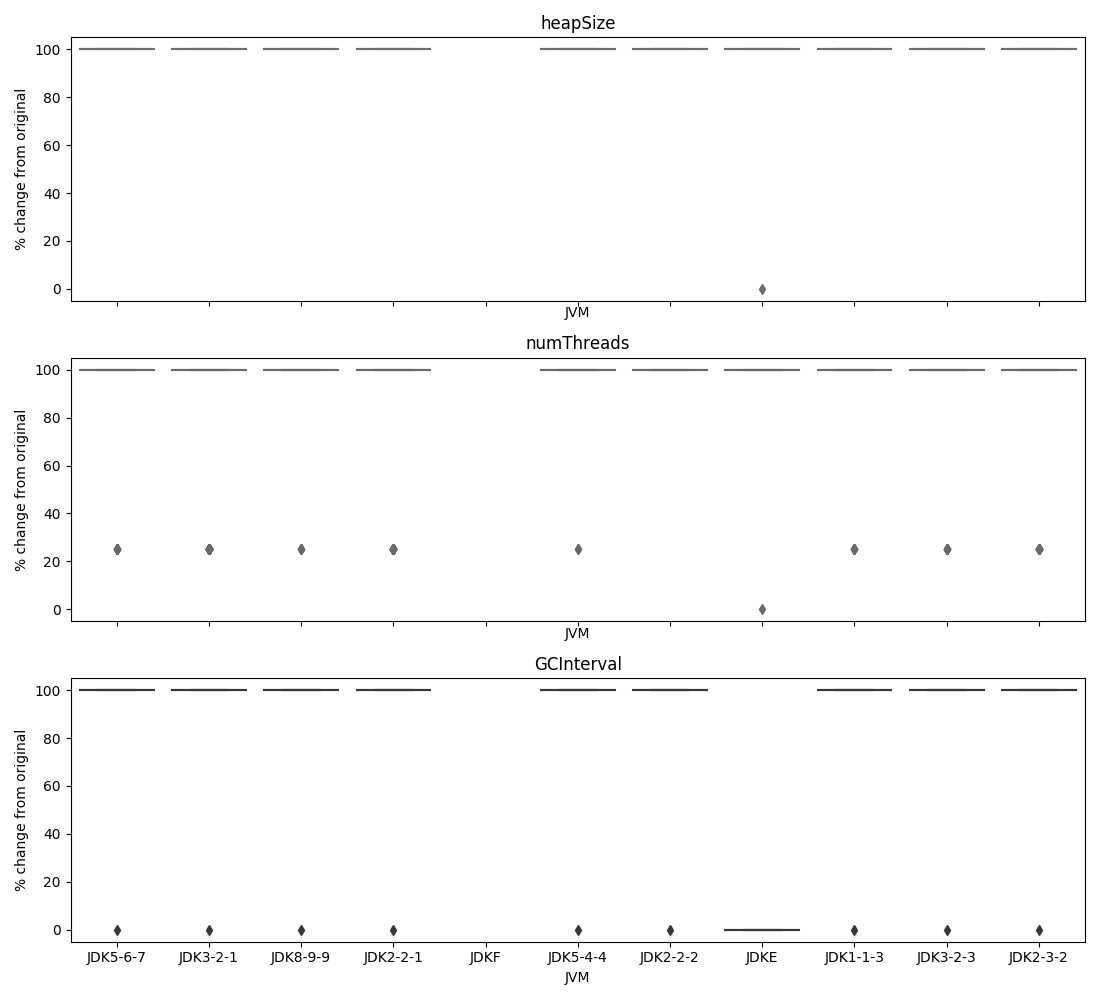 heapSize
100
80
60
40
20
0
% change from original
JVM
numThreads
100
80
60
40
20
0
% change from original
JVM
GCInterval
100
80
60
40
20
0
% change from original
JDK5-6-7 JDK3-2-1 JDK8-9-9 JDK2-2-1 JDKF JDK5-4-4 JDK2-2-2 JDKE JDK1-1-3 JDK3-2-3 JDK2-3-2
JVM